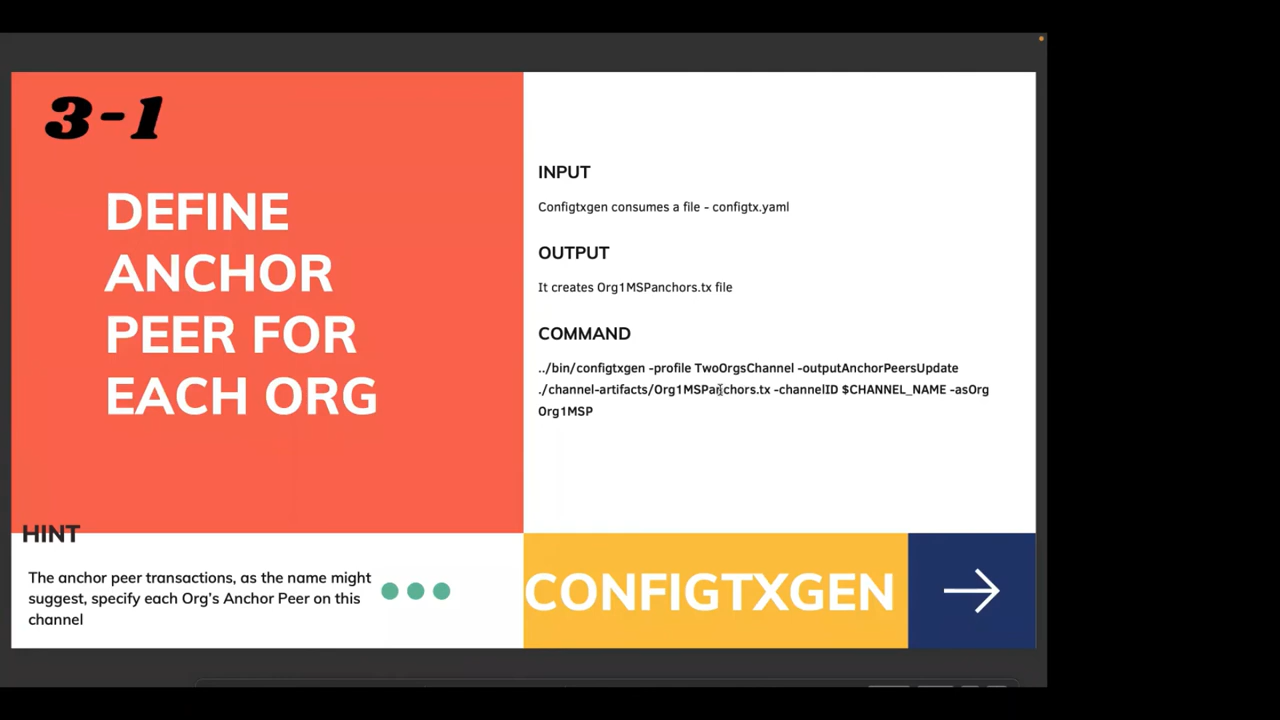 3-1
DEFINE
ANCHOR
PEER FOR
EACH ORG
HINT
The anchor peer transactions, as the name might
suggest, specify each Org's Anchor Peer on this
channel
INPUT
Configtxgen consumes a file - configtx.yaml
OUTPUT
It creates Org1MSPanchors.tx file
COMMAND
../bin/configtxgen -profile TwoOrgsChannel -outputAnchorPeersUpdate
./channel-artifacts/Org1MSPanchors.tx -channelID $CHANNEL_NAME -asOrg
Org1MSP
CONFIGTXGEN